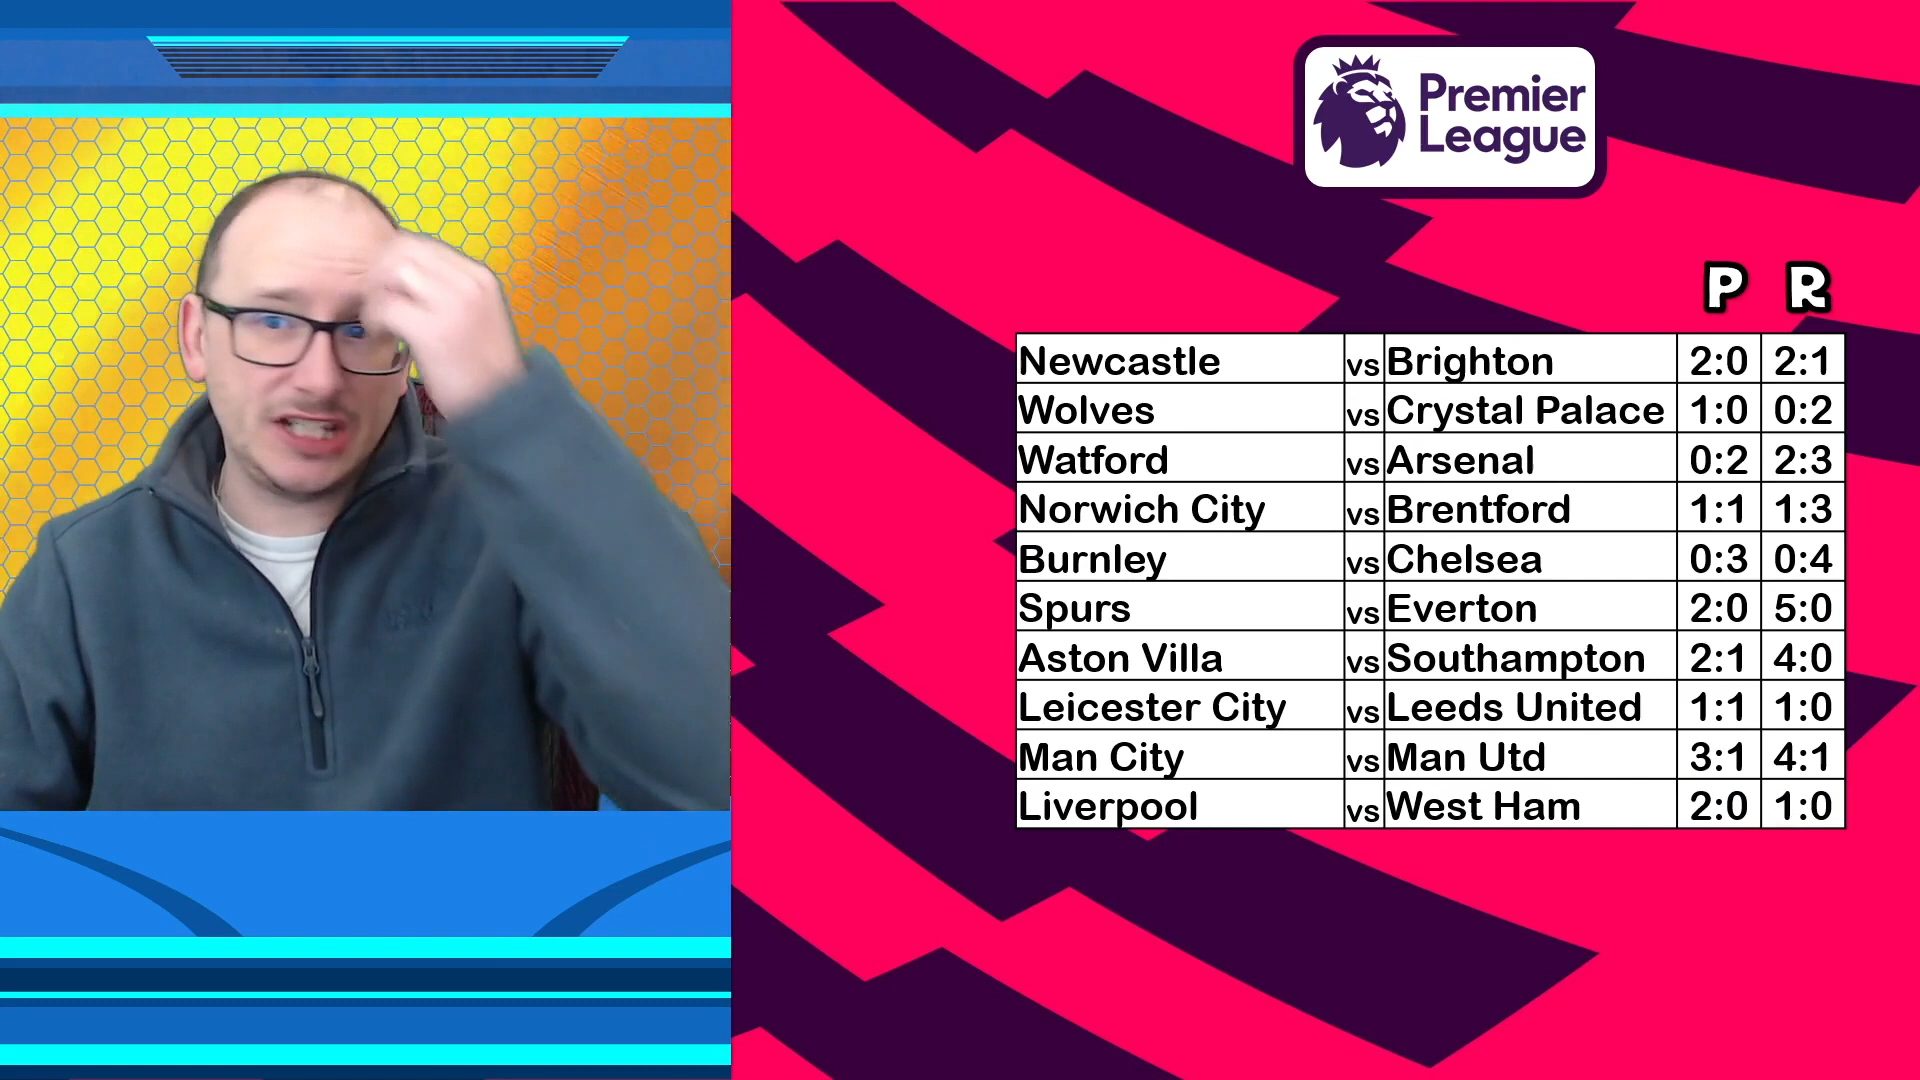 Premier
League
P R
Newcastle vs Brighton 2:0 2:1
Wolves vs Crystal Palace 1:0 0:2
Watford vs Arsenal 0:2 2:3
Norwich City vs Brentford 1:1 1:3
Burnley vs Chelsea 0:3 0:4
Spurs vs Everton 2:0 5:0
Aston Villa vs Southampton 2:1 4:0
Leicester City vs Leeds United 1:1 1:0
Man City vs Man Utd 3:1 4:1
Liverpool vs West Ham 2:0 1:0